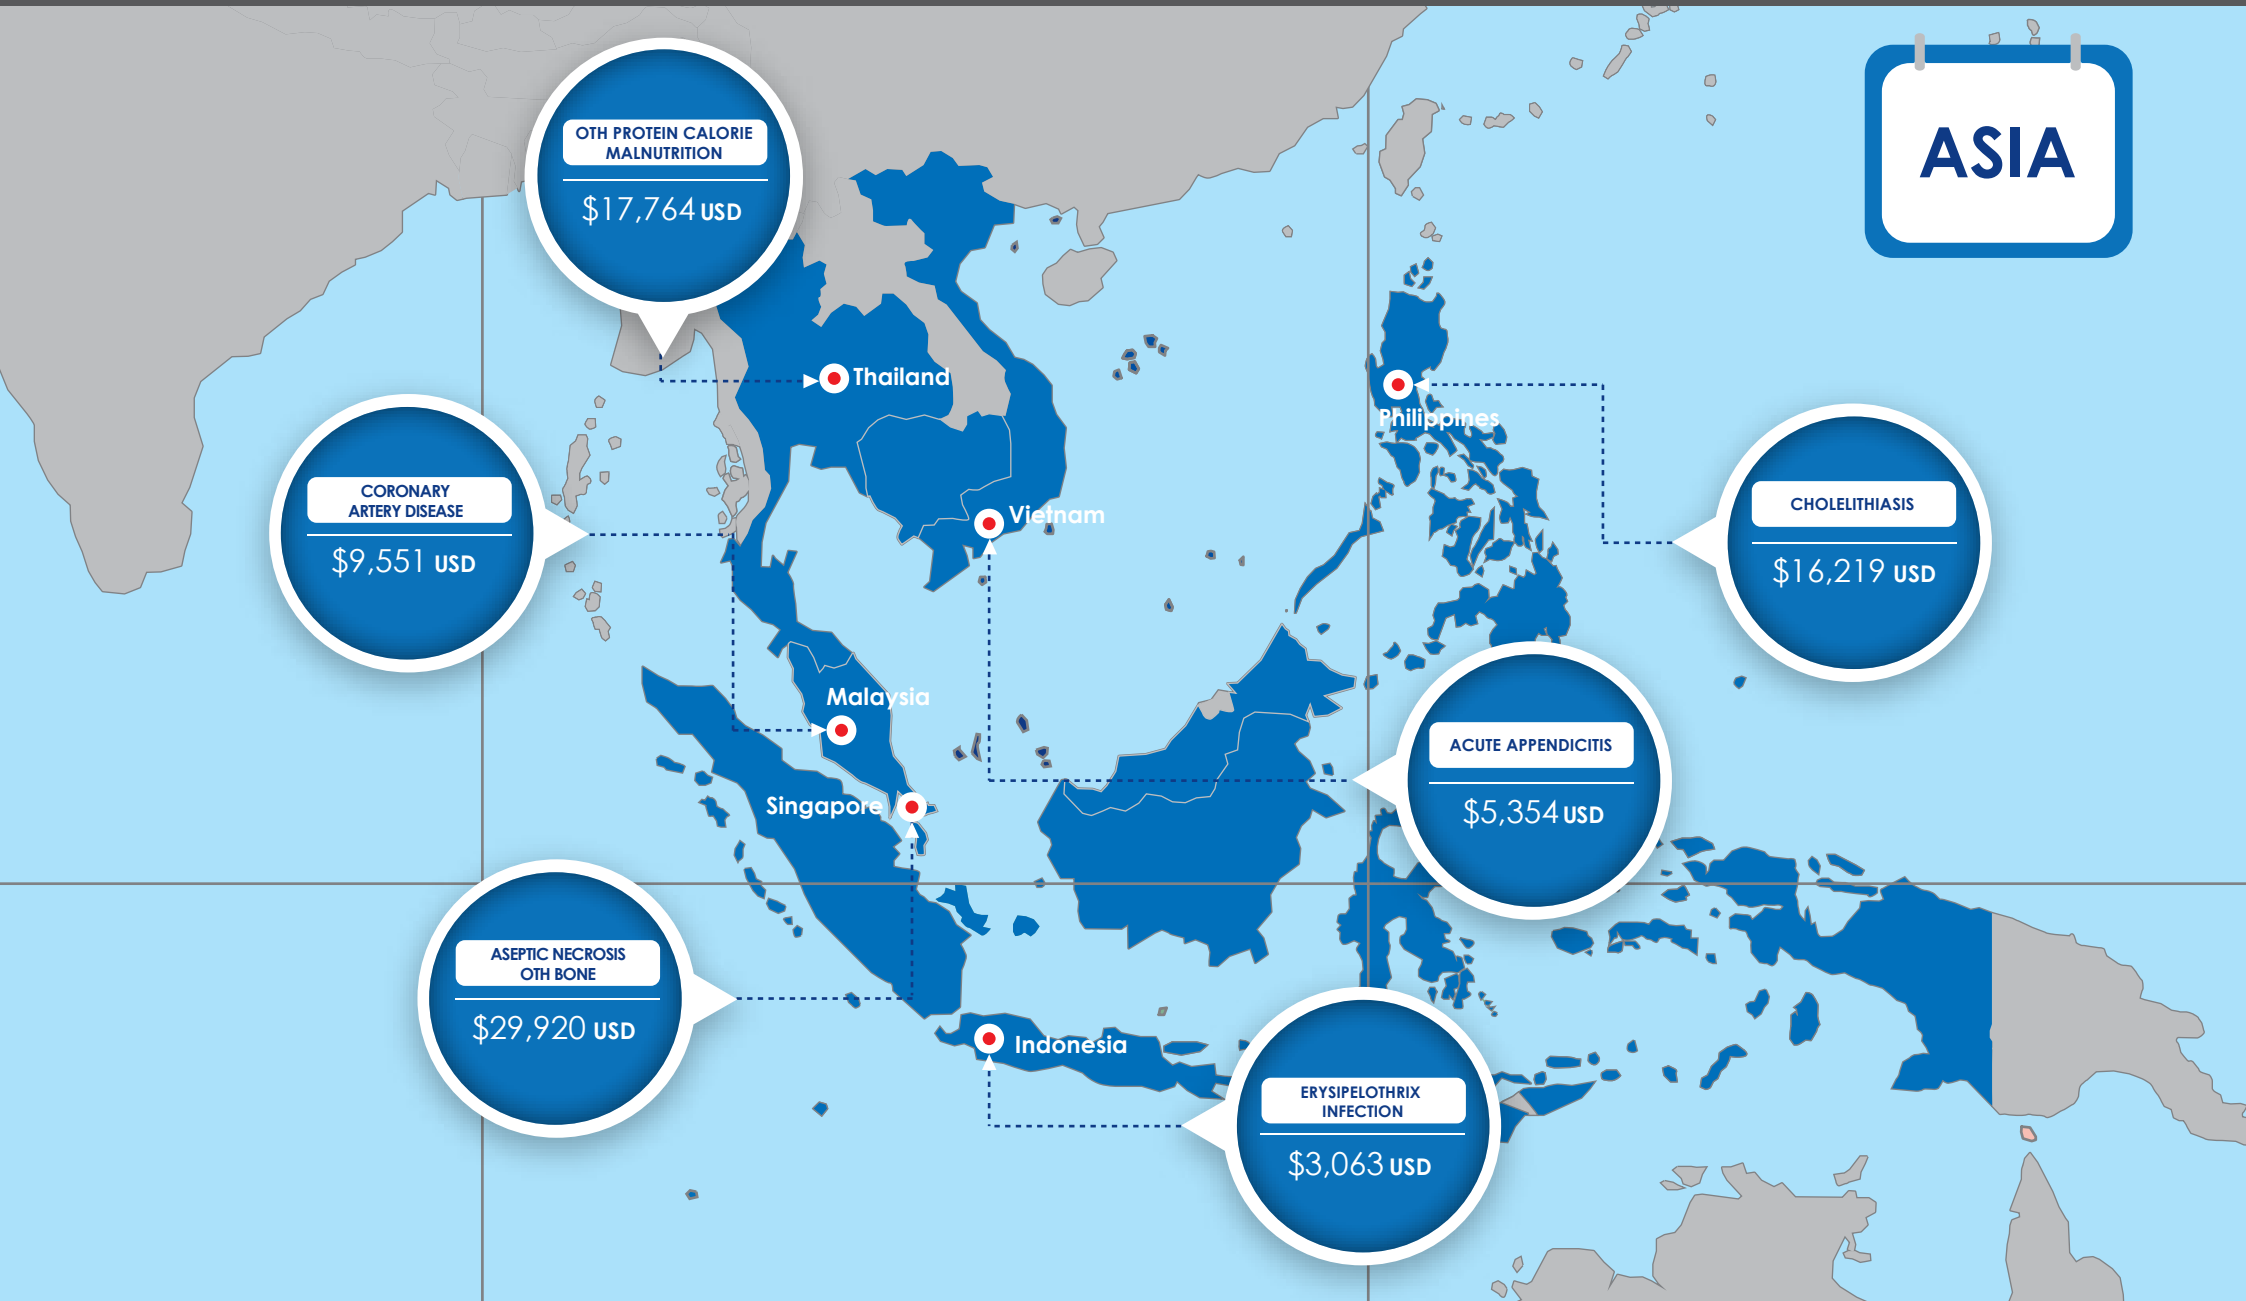 ASIA
OTH PROTEIN CALORIE
MALNUTRITION
$17,764 USD
Thailand
Philippines
CORONARY
ARTERY DISEASE
$9,551 USD
CHOLELITHIASIS
$16,219 USD
Vietnam
Malaysia
ACUTE APPENDICITIS
$5,354 USD
Singapore
ASEPTIC NECROSIS
OTH BONE
$29,920 USD
Indonesia
ERYSIPELOTHRIX
INFECTION
$3,063 USD